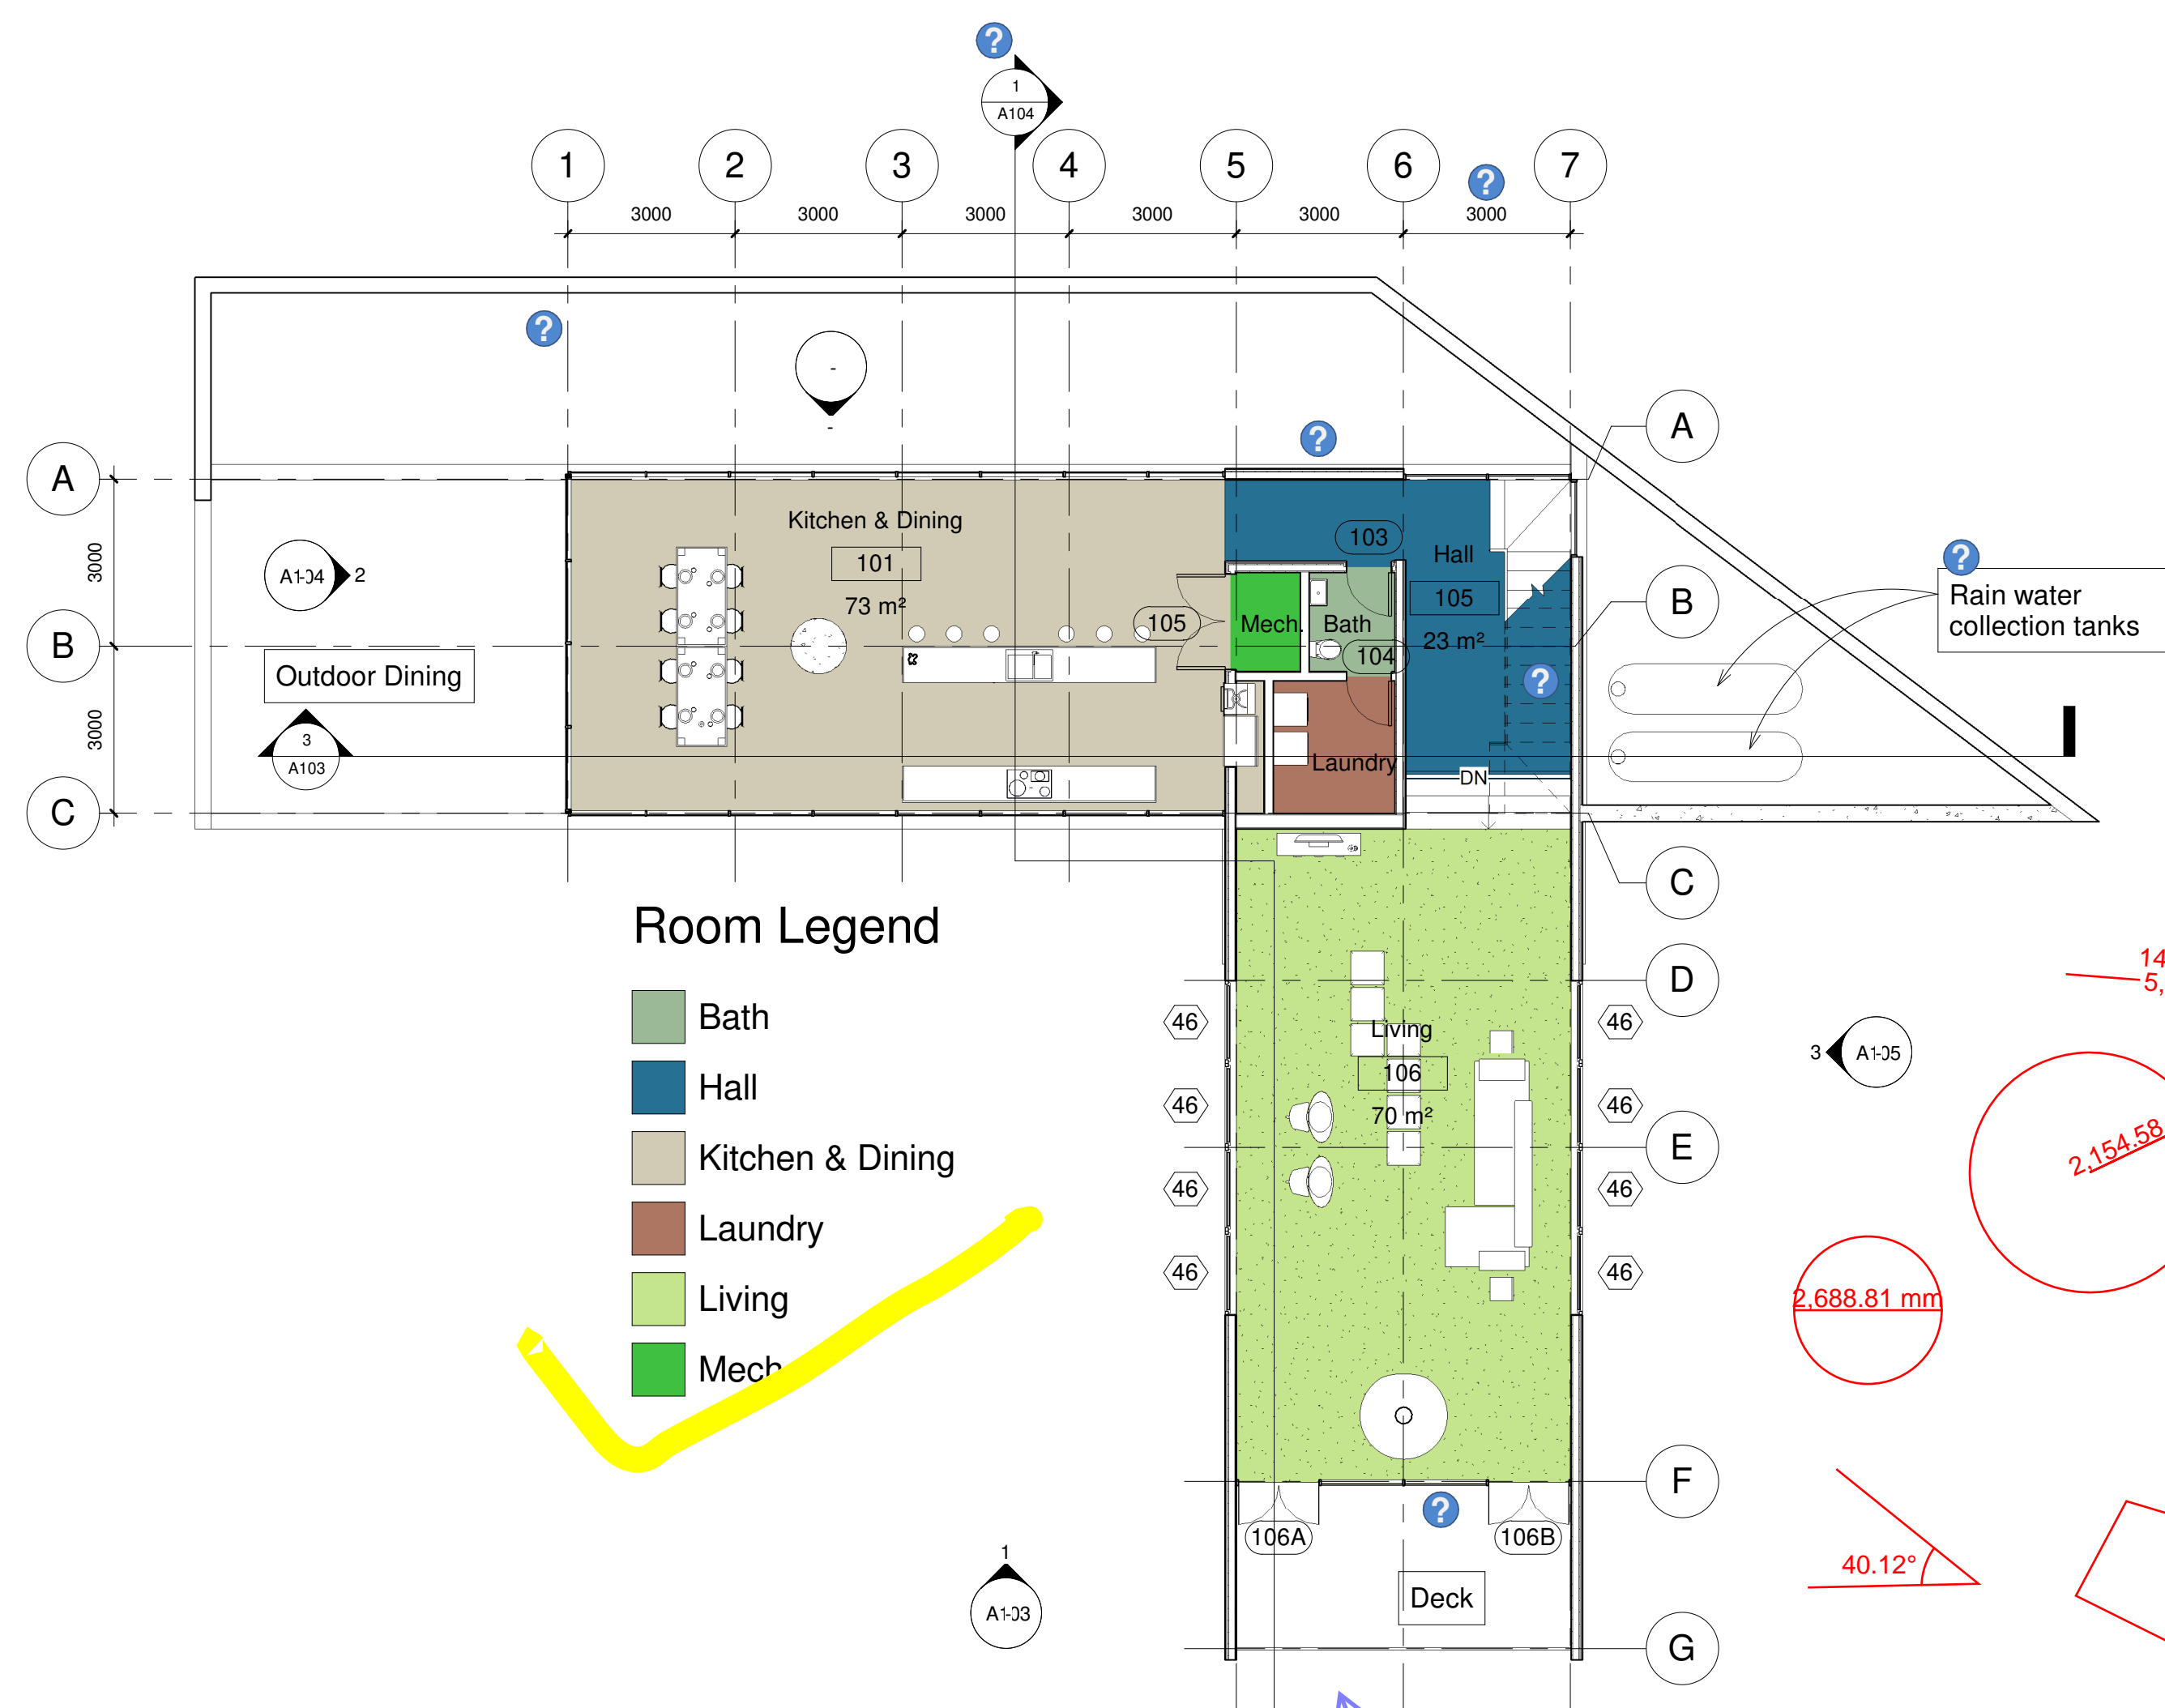 1
A104
1
2
3
4
5
6
7
3000
3000
3000
3000
3000
3000
-
-
A
A
Kitchen & Dining
101
73 m²
103
Hall
105
23 m²
3000
A1-04
2
B
105
Mech.
Bath
104
B
Rain water
collection tanks
Outdoor Dining
3000
3
A103
Laundry
DN
C
C
Room Legend
Bath
Hall
Kitchen & Dining
Laundry
Living
D
46
46
Living
106
70 m²
3
A1-05
46
46
E
46
46
46
46
2,154.58
2,688.81 mm
F
106A
106B
40.12°
1
A1-03
Deck
G